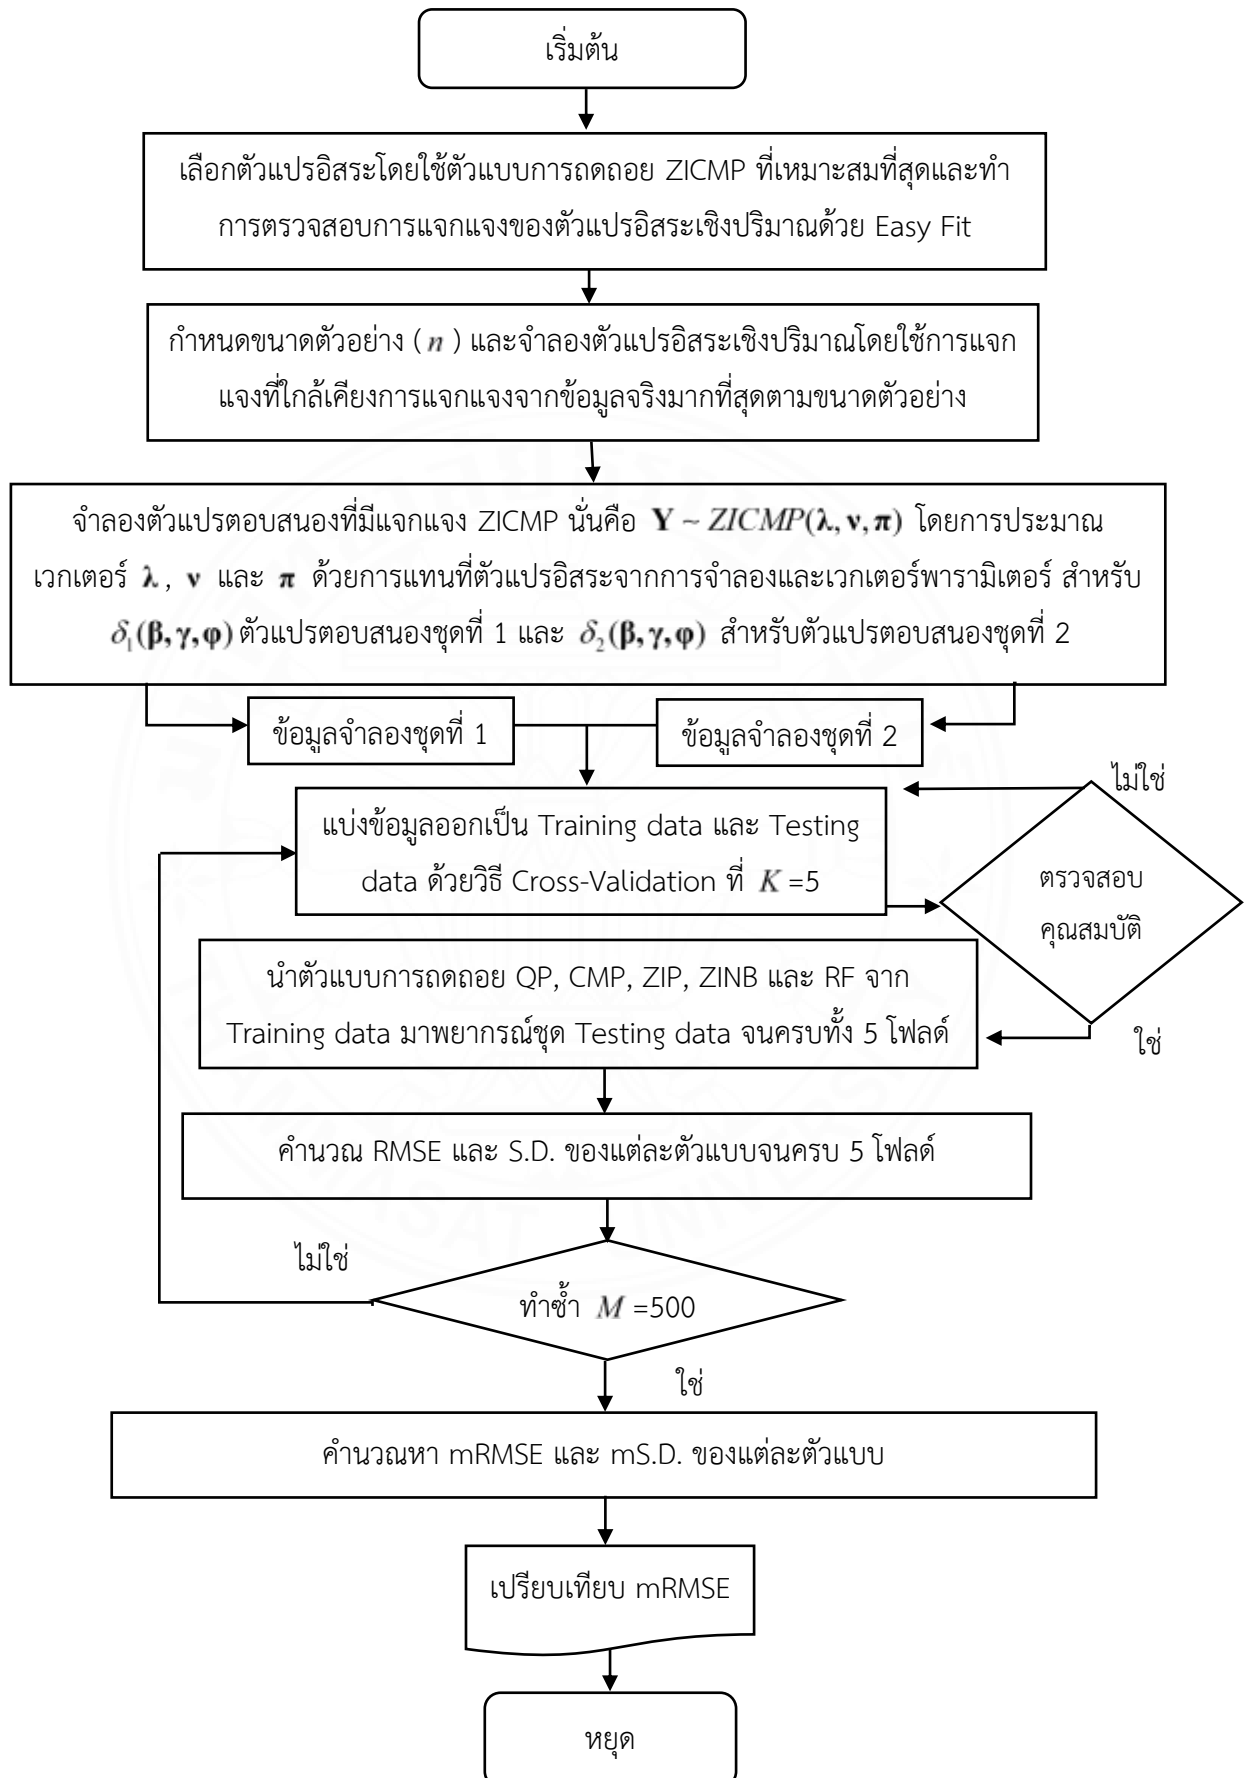 เริ่มต้น
เลือกตัวแปรอิสระโดยใช้ตัวแบบการถดถอย ZICMP ที่เหมาะสมที่สุดและทำ
การตรวจสอบการแจกแจงของตัวแปรอิสระเชิงปริมาณด้วย Easy Fit
กำหนดขนาดตัวอย่าง ( n ) และจำลองตัวแปรอิสระเชิงปริมาณโดยใช้การแจก
แจงที่ใกล้เคียงการแจกแจงจากข้อมูลจริงมากที่สุดตามขนาดตัวอย่าง
จำลองตัวแปรตอบสนองที่มีแจกแจง ZICMP นั่นคือ Y ~ ZICMP(λ, ν, π) โดยการประมาณ
เวกเตอร์ λ , ν และ π ด้วยการแทนที่ตัวแปรอิสระจากการจำลองและเวกเตอร์พารามิเตอร์ สำหรับ
δ₁(β, γ, φ) ตัวแปรตอบสนองชุดที่ 1 และ δ₂(β, γ, φ) สำหรับตัวแปรตอบสนองชุดที่ 2
ข้อมูลจำลองชุดที่ 1
ข้อมูลจำลองชุดที่ 2
ไม่ใช่
แบ่งข้อมูลออกเป็น Training data และ Testing
data ด้วยวิธี Cross-Validation ที่ K =5
ตรวจสอบ
คุณสมบัติ
นำตัวแบบการถดถอย QP, CMP, ZIP, ZINB และ RF จาก
Training data มาพยากรณ์ชุด Testing data จนครบทั้ง 5 โฟลด์
ใช่
คำนวณ RMSE และ S.D. ของแต่ละตัวแบบจนครบ 5 โฟลด์
ไม่ใช่
ทำซ้ำ M =500
ใช่
คำนวณหา mRMSE และ mS.D. ของแต่ละตัวแบบ
เปรียบเทียบ mRMSE
หยุด